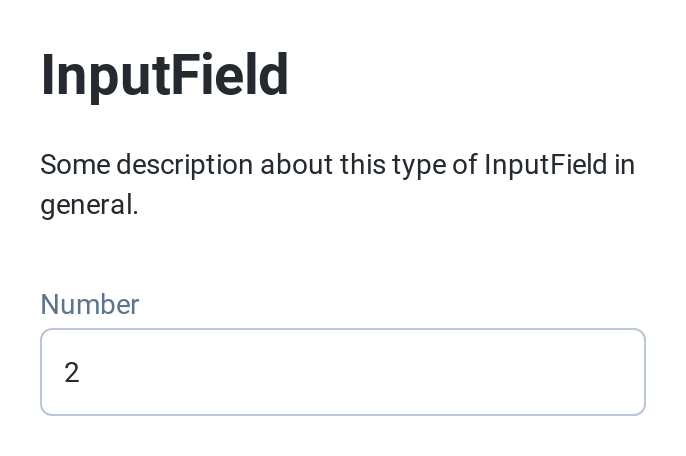 InputField
Some description about this type of InputField in
general.
Number
2